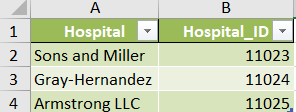 A B
1 Hospital Hospital_ID
2 Sons and Miller 11023
3 Gray-Hernandez 11024
4 Armstrong LLC 11025